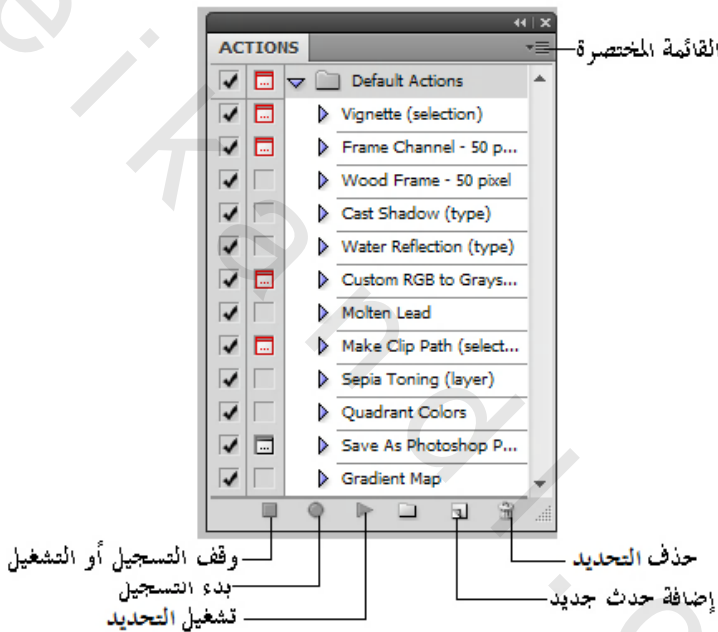 ACTIONS
القائمة المختصرة
Default Actions
Vignette (selection)
Frame Channel - 50 p...
Wood Frame - 50 pixel
Cast Shadow (type)
Water Reflection (type)
Custom RGB to Grays...
Molten Lead
Make Clip Path (select...
Sepia Toning (layer)
Quadrant Colors
Save As Photoshop P...
Gradient Map
حذف التحديد
وقف التسجيل أو التشغيل
بدء التسجيل
إضافة حدث جديد
تشغيل التحديد